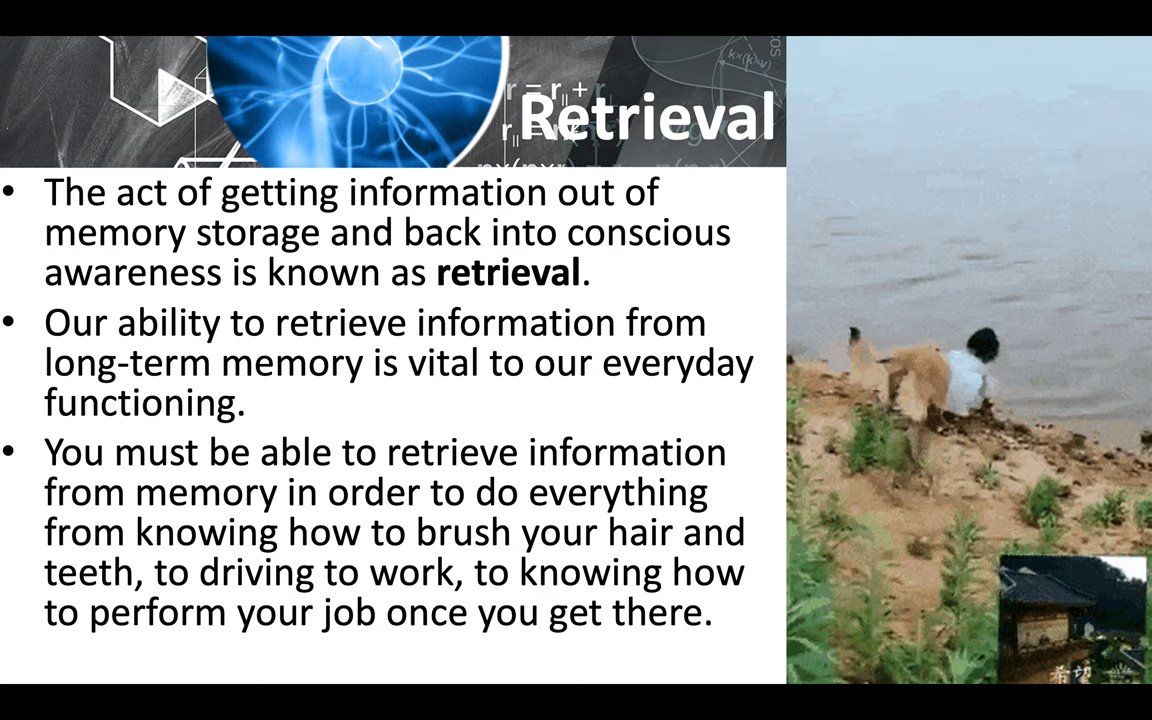 Retrieval
• The act of getting information out of
memory storage and back into conscious
awareness is known as retrieval.
• Our ability to retrieve information from
long-term memory is vital to our everyday
functioning.
• You must be able to retrieve information
from memory in order to do everything
from knowing how to brush your hair and
teeth, to driving to work, to knowing how
to perform your job once you get there.
希望